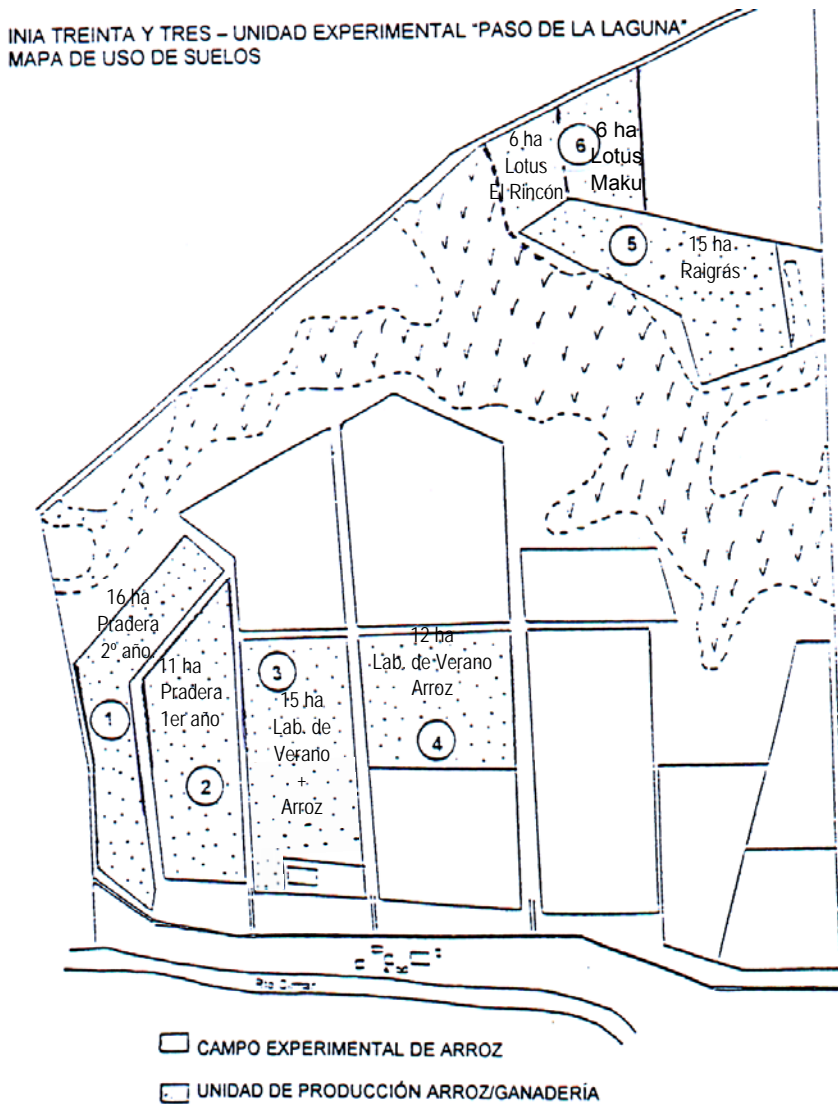 INIA TREINTA Y TRES – UNIDAD EXPERIMENTAL "PASO DE LA LAGUNA"
MAPA DE USO DE SUELOS
6 ha
Lotus
El Rincón
6
6 ha
Lotus
Maku
5
15 ha
Raigrás
16 ha
Pradera
2º año
1
11 ha
Pradera
1er año
2
3
15 ha
Lab. de
Verano
+
Arroz
12 ha
Lab. de Verano
Arroz
4
CAMPO EXPERIMENTAL DE ARROZ
UNIDAD DE PRODUCCIÓN ARROZ/GANADERÍA